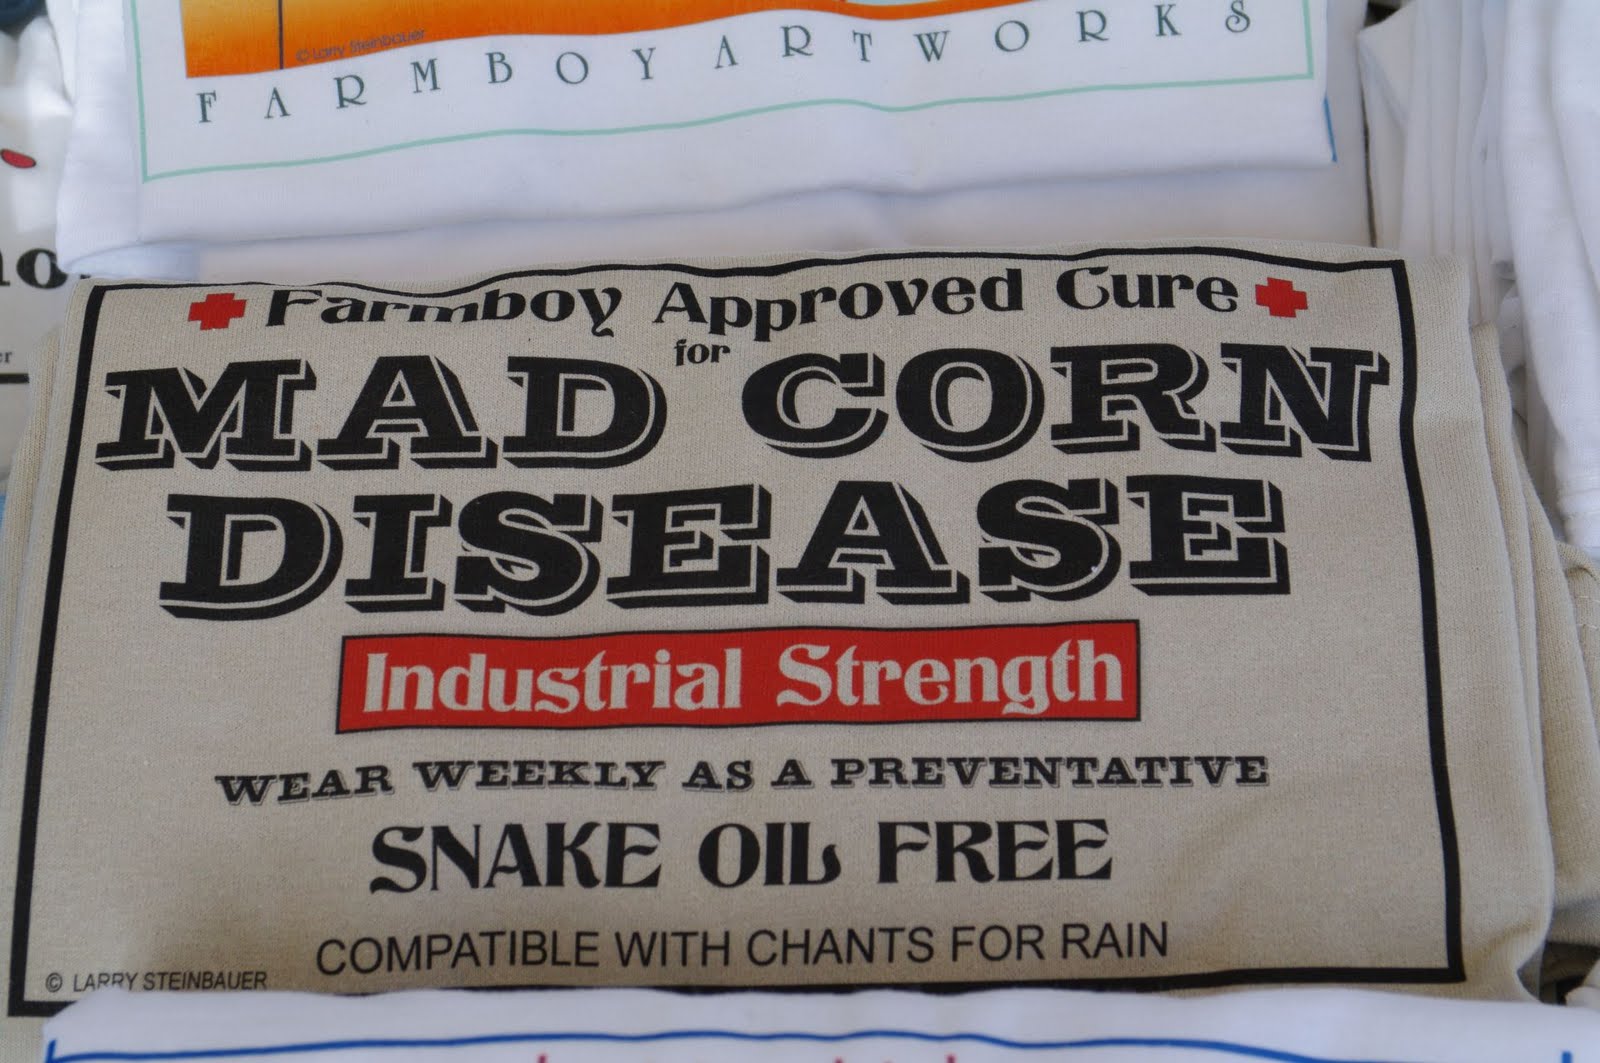 © Larry Steinbauer
FARMBOY ARTWORKS
Farmboy Approved Cure
for
MAD CORN
DISEASE
Industrial Strength
WEAR WEEKLY AS A PREVENTATIVE
SNAKE OIL FREE
COMPATIBLE WITH CHANTS FOR RAIN
© LARRY STEINBAUER